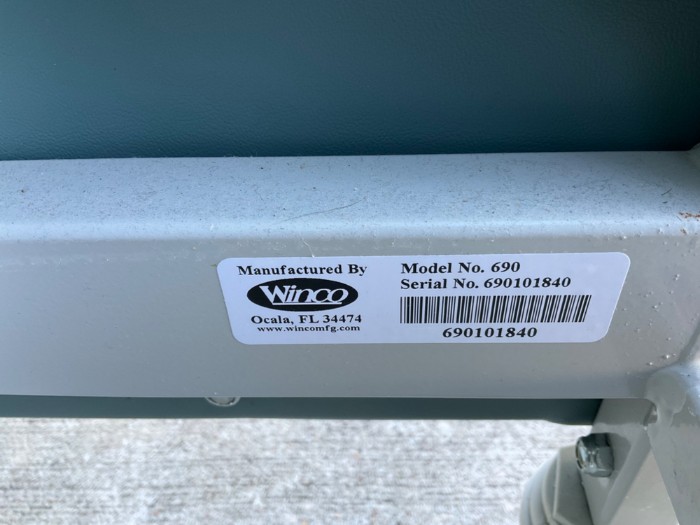 Manufactured By
Winco
Ocala, FL 34474
www.wincomfg.com
Model No. 690
Serial No. 690101840
690101840